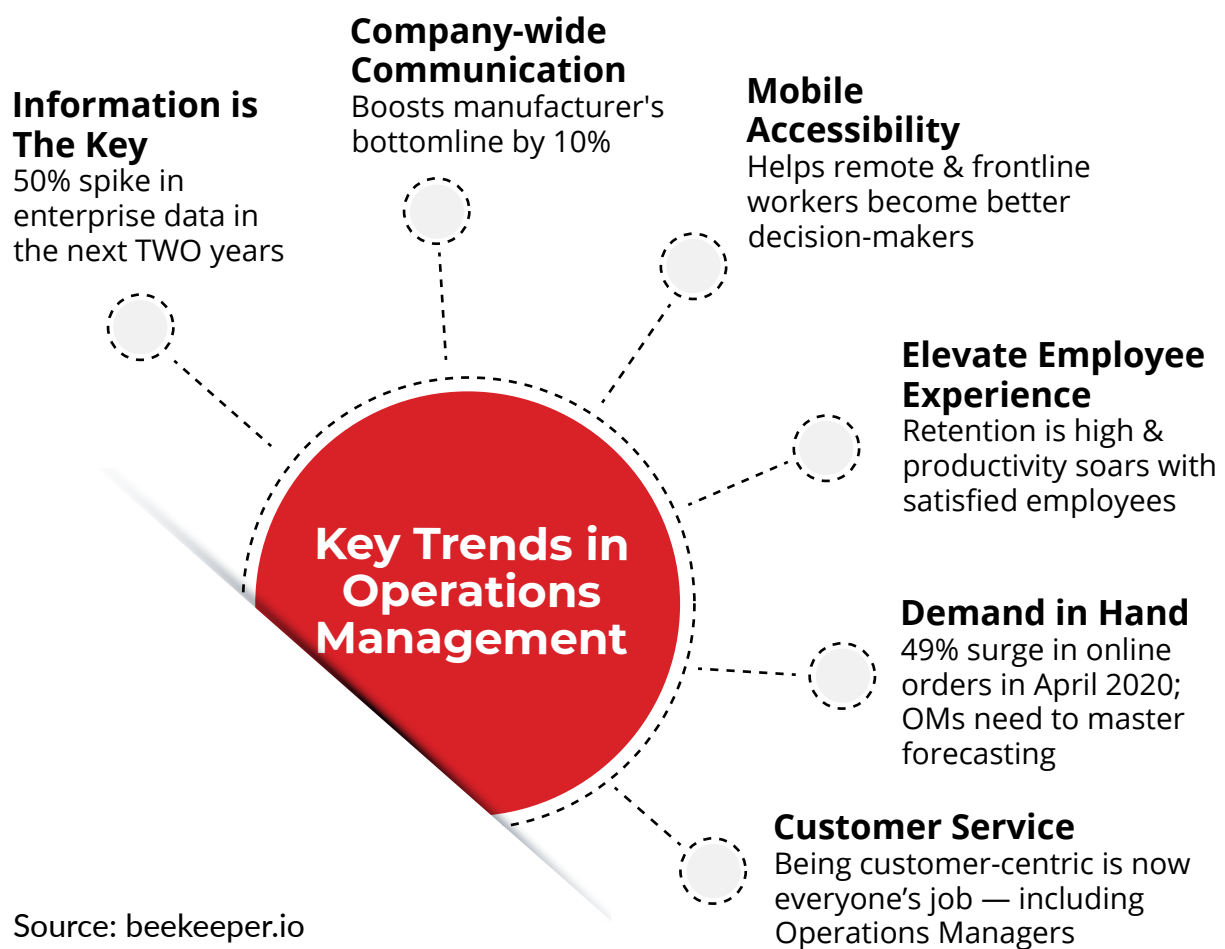 Company-wide
Communication
Boosts manufacturer's
bottomline by 10%
Information is
The Key
50% spike in
enterprise data in
the next TWO years
Mobile
Accessibility
Helps remote & frontline
workers become better
decision-makers
Elevate Employee
Experience
Retention is high &
productivity soars with
satisfied employees
Key Trends in
Operations
Management
Demand in Hand
49% surge in online
orders in April 2020;
OMs need to master
forecasting
Customer Service
Being customer-centric is now
everyone’s job — including
Operations Managers
Source: beekeeper.io